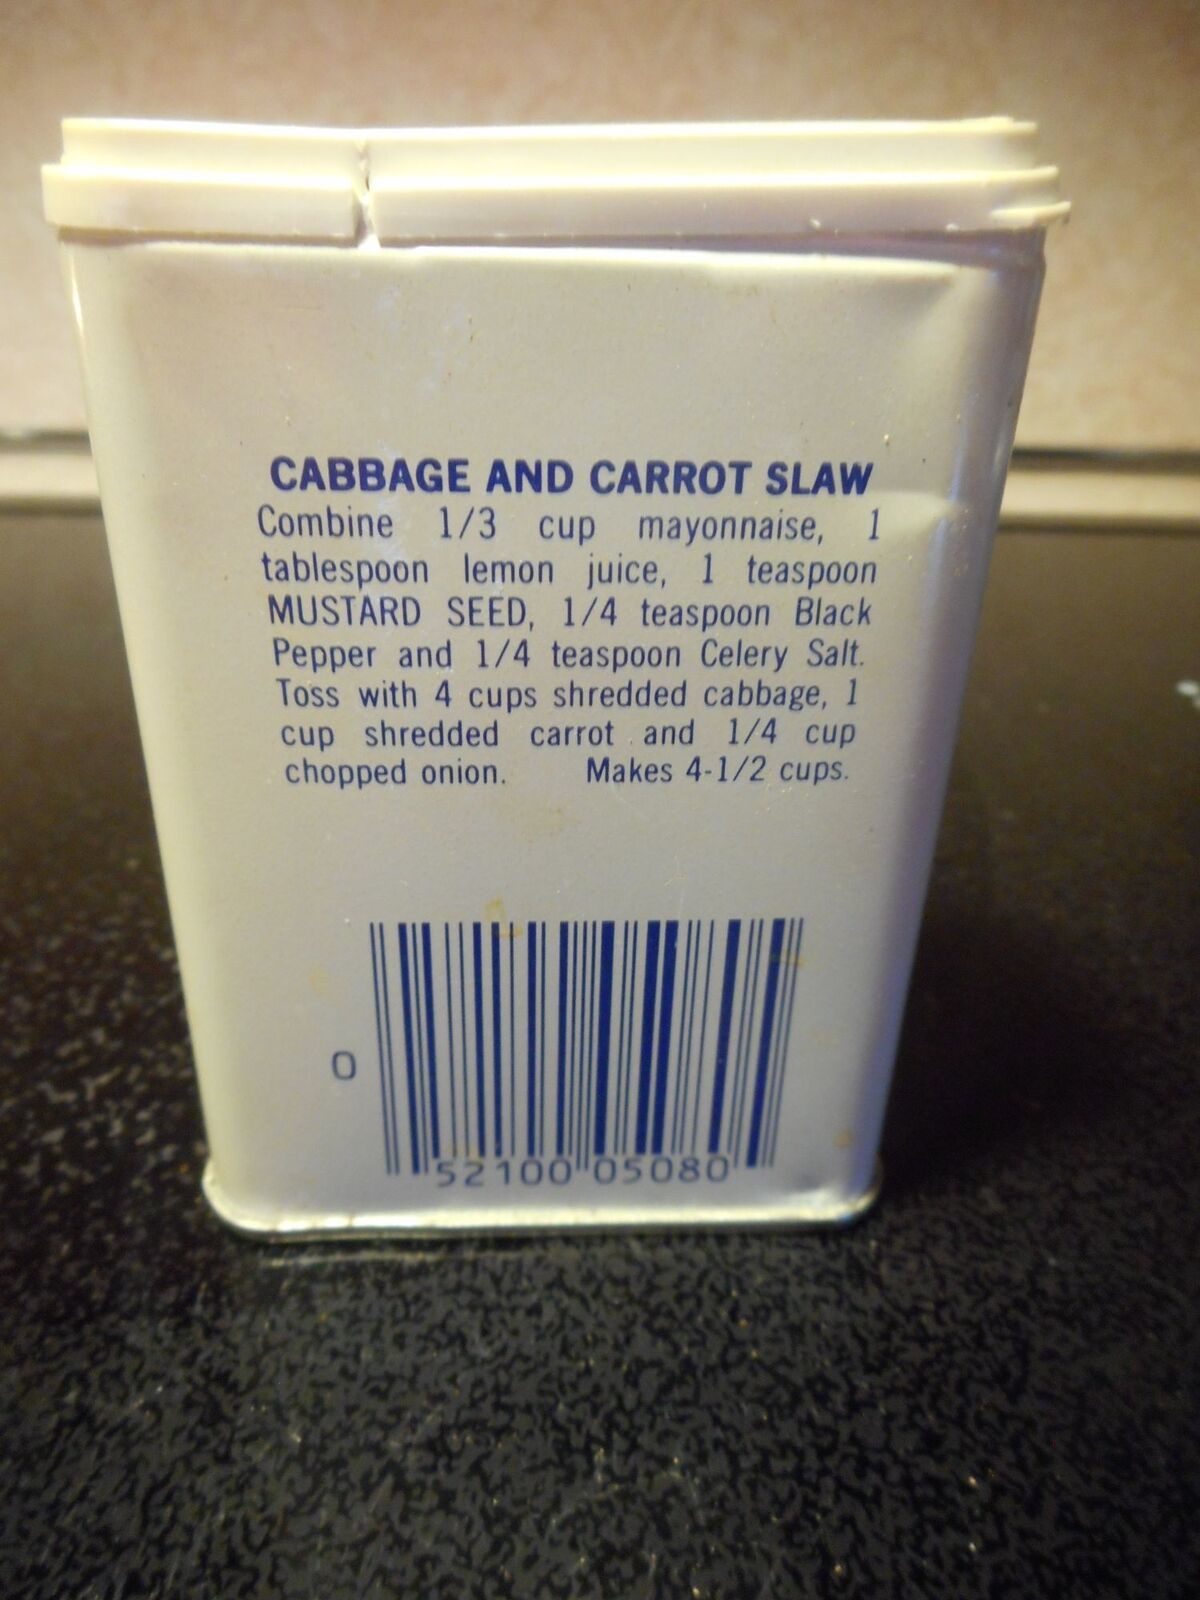 CABBAGE AND CARROT SLAW
Combine 1/3 cup mayonnaise, 1
tablespoon lemon juice, 1 teaspoon
MUSTARD SEED, 1/4 teaspoon Black
Pepper and 1/4 teaspoon Celery Salt.
Toss with 4 cups shredded cabbage, 1
cup shredded carrot and 1/4 cup
chopped onion. Makes 4-1/2 cups.
0
52100 05080